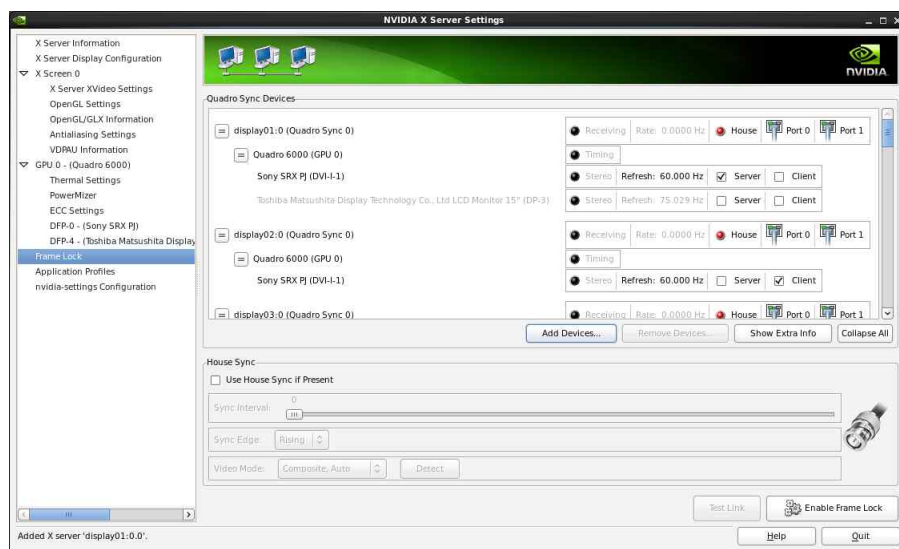 NVIDIA X Server Settings
X Server Information
X Server Display Configuration
X Screen 0
X Server XVideo Settings
OpenGL Settings
OpenGL/GLX Information
Antialiasing Settings
VDPAU Information
GPU 0 - (Quadro 6000)
Thermal Settings
PowerMizer
ECC Settings
DFP-0 - (Sony SRX PJ)
DFP-4 - (Toshiba Matsushita Display
Frame Lock
Application Profiles
nvidia-settings Configuration
NVIDIA
Quadro Sync Devices
display01:0 (Quadro Sync 0) Receiving Rate: 0.0000 Hz House Port 0 Port 1
Quadro 6000 (GPU 0) Timing
Sony SRX PJ (DVI-I-1) Stereo Refresh: 60.000 Hz Server Client
Toshiba Matsushita Display Technology Co., Ltd LCD Monitor 15" (DP-3) Stereo Refresh: 75.029 Hz Server Client
display02:0 (Quadro Sync 0) Receiving Rate: 0.0000 Hz House Port 0 Port 1
Quadro 6000 (GPU 0) Timing
Sony SRX PJ (DVI-I-1) Stereo Refresh: 60.000 Hz Server Client
display03:0 (Quadro Sync 0) Receiving Rate: 0.0000 Hz House Port 0 Port 1
Add Devices... Remove Devices... Show Extra Info Collapse All
House Sync
Use House Sync if Present
Sync Interval: 0
Sync Edge: Rising
Video Mode: Composite, Auto Detect
Test Link Enable Frame Lock
Added X server 'display01:0.0'.
Help Quit